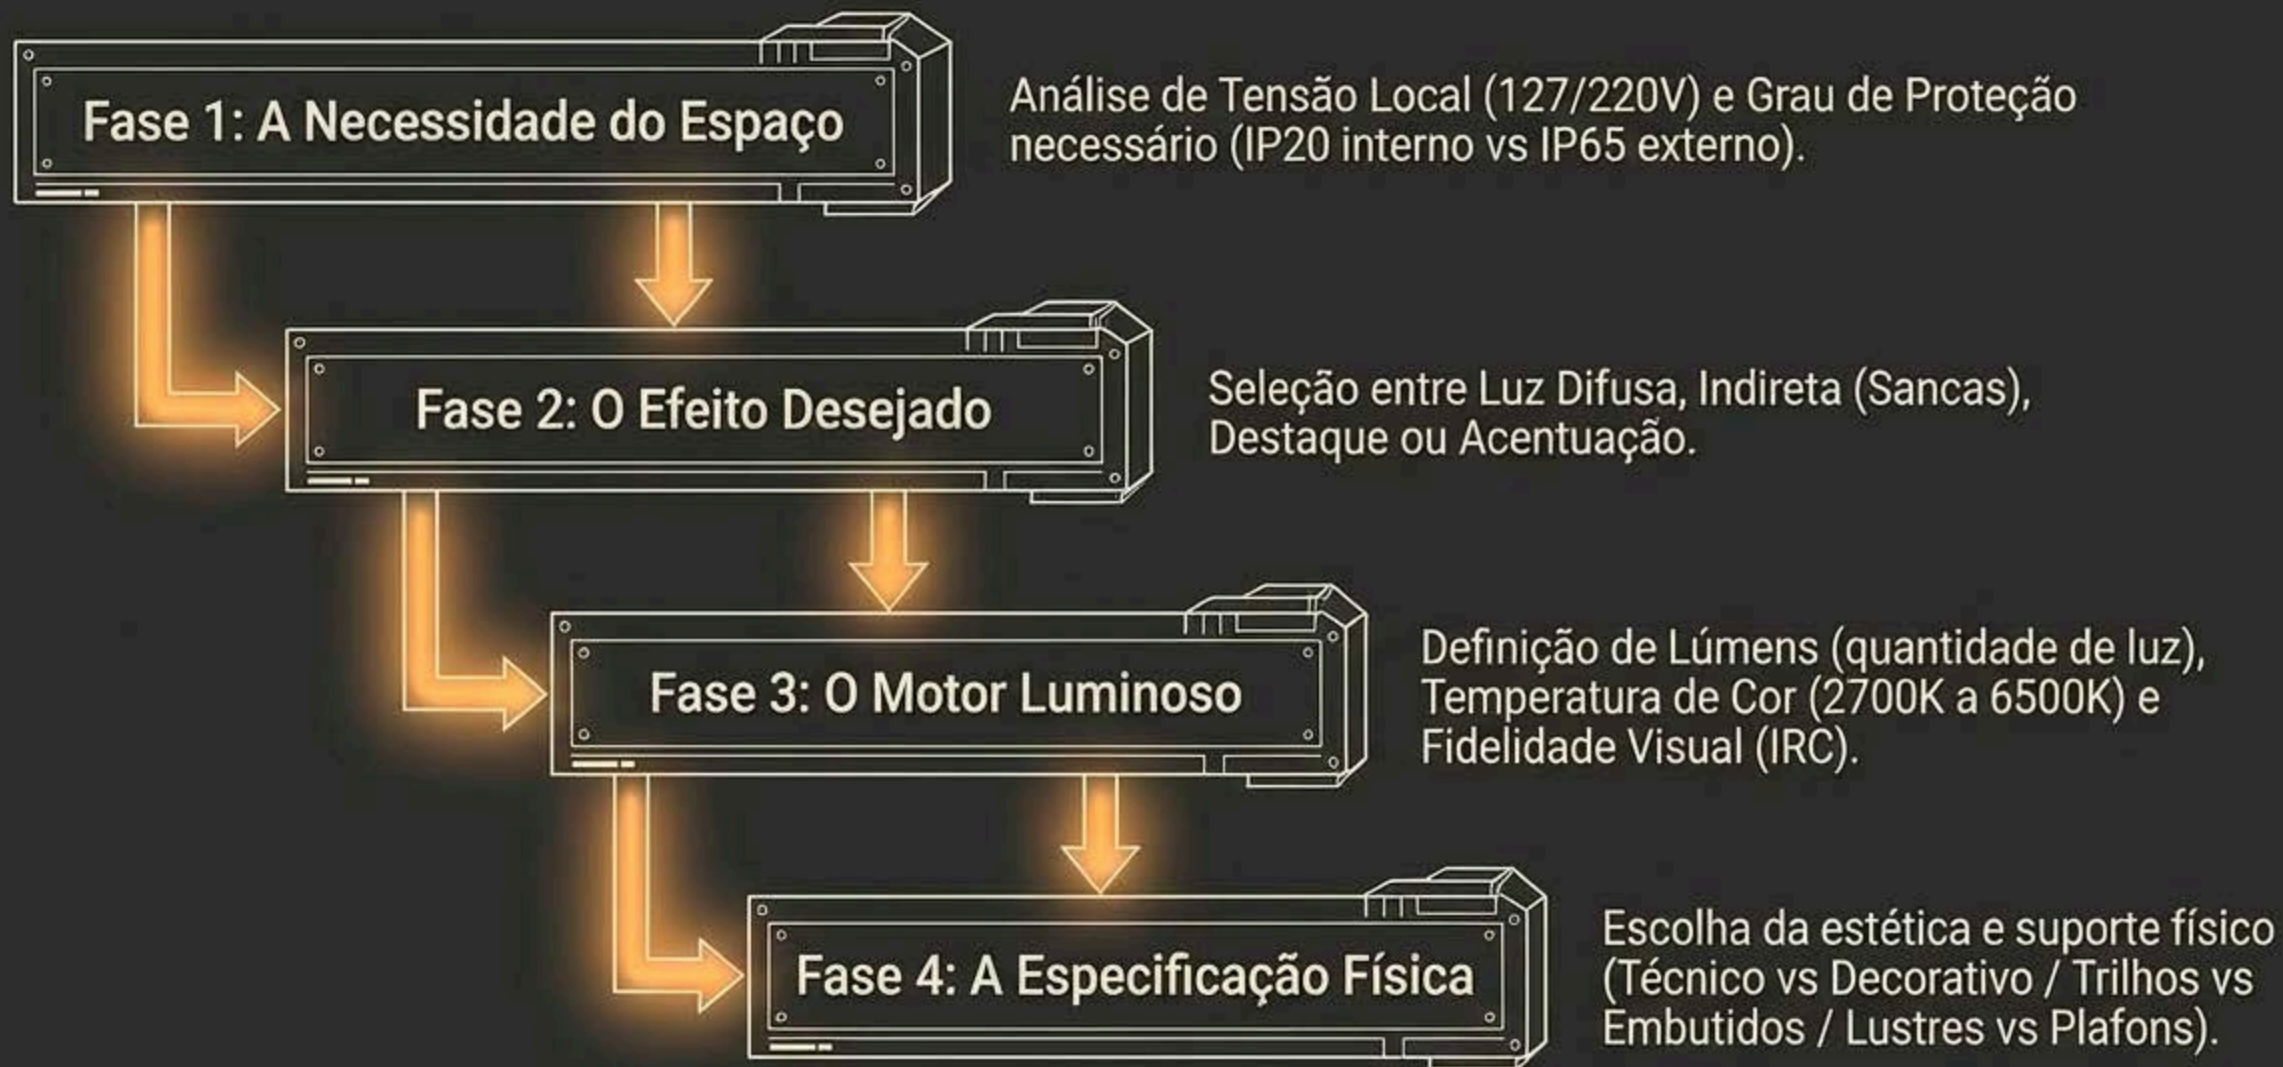 Fase 1: A Necessidade do Espaço
Análise de Tensão Local (127/220V) e Grau de Proteção
necessário (IP20 interno vs IP65 externo).
Fase 2: O Efeito Desejado
Seleção entre Luz Difusa, Indireta (Sancas),
Destaque ou Acentuação.
Fase 3: O Motor Luminoso
Definição de Lúmens (quantidade de luz),
Temperatura de Cor (2700K a 6500K) e
Fidelidade Visual (IRC).
Fase 4: A Especificação Física
Escolha da estética e suporte físico
(Técnico vs Decorativo / Trilhos vs
Embutidos / Lustres vs Plafons).